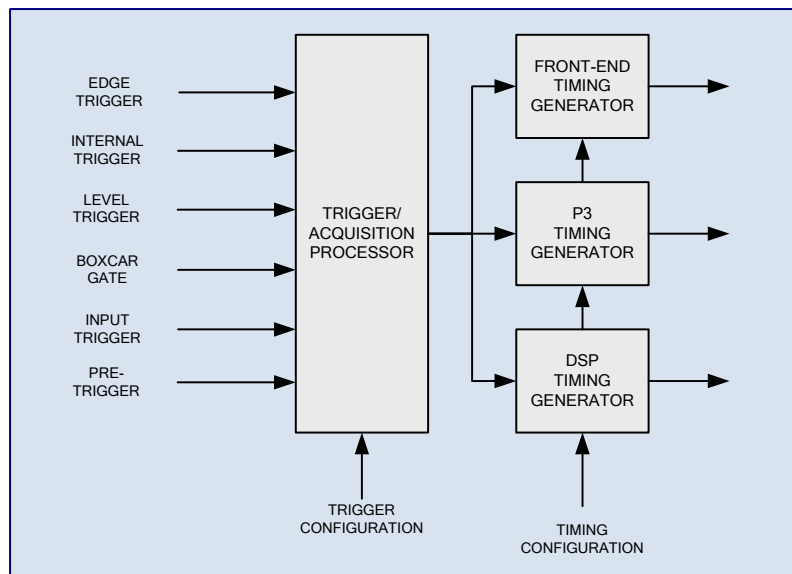 EDGE
TRIGGER
INTERNAL
TRIGGER
LEVEL
TRIGGER
BOXCAR
GATE
INPUT
TRIGGER
PRE-
TRIGGER
TRIGGER/
ACQUISITION
PROCESSOR
TRIGGER
CONFIGURATION
FRONT-END
TIMING
GENERATOR
P3
TIMING
GENERATOR
DSP
TIMING
GENERATOR
TIMING
CONFIGURATION